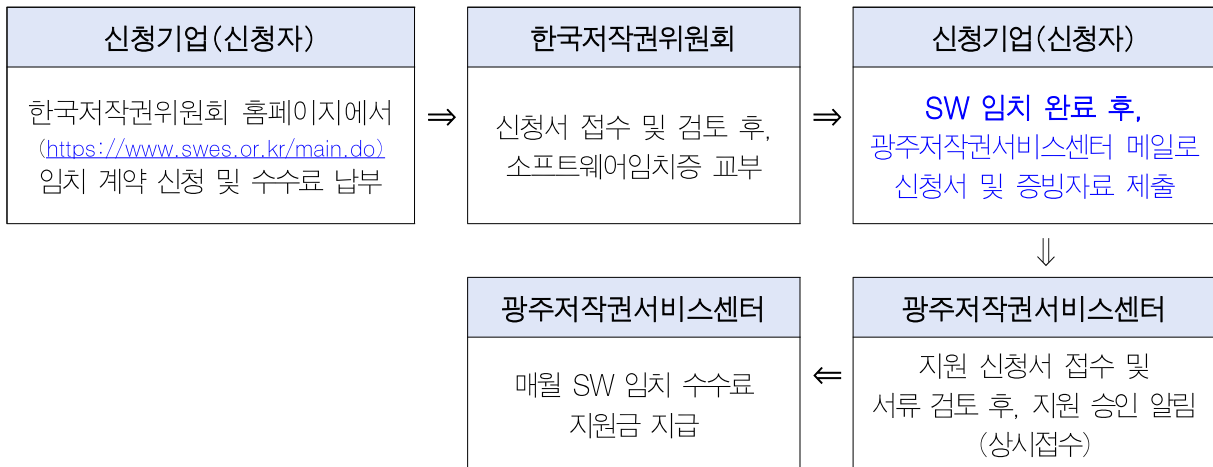 신청기업(신청자)
한국저작권위원회 홈페이지에서
(https://www.swes.or.kr/main.do)
임치 계약 신청 및 수수료 납부
⇒
한국저작권위원회
신청서 접수 및 검토 후,
소프트웨어임치증 교부
⇒
신청기업(신청자)
SW 임치 완료 후,
광주저작권서비스센터 메일로
신청서 및 증빙자료 제출
⇓
광주저작권서비스센터
지원 신청서 접수 및
서류 검토 후, 지원 승인 알림
(상시접수)
⇐
광주저작권서비스센터
매월 SW 임치 수수료
지원금 지급